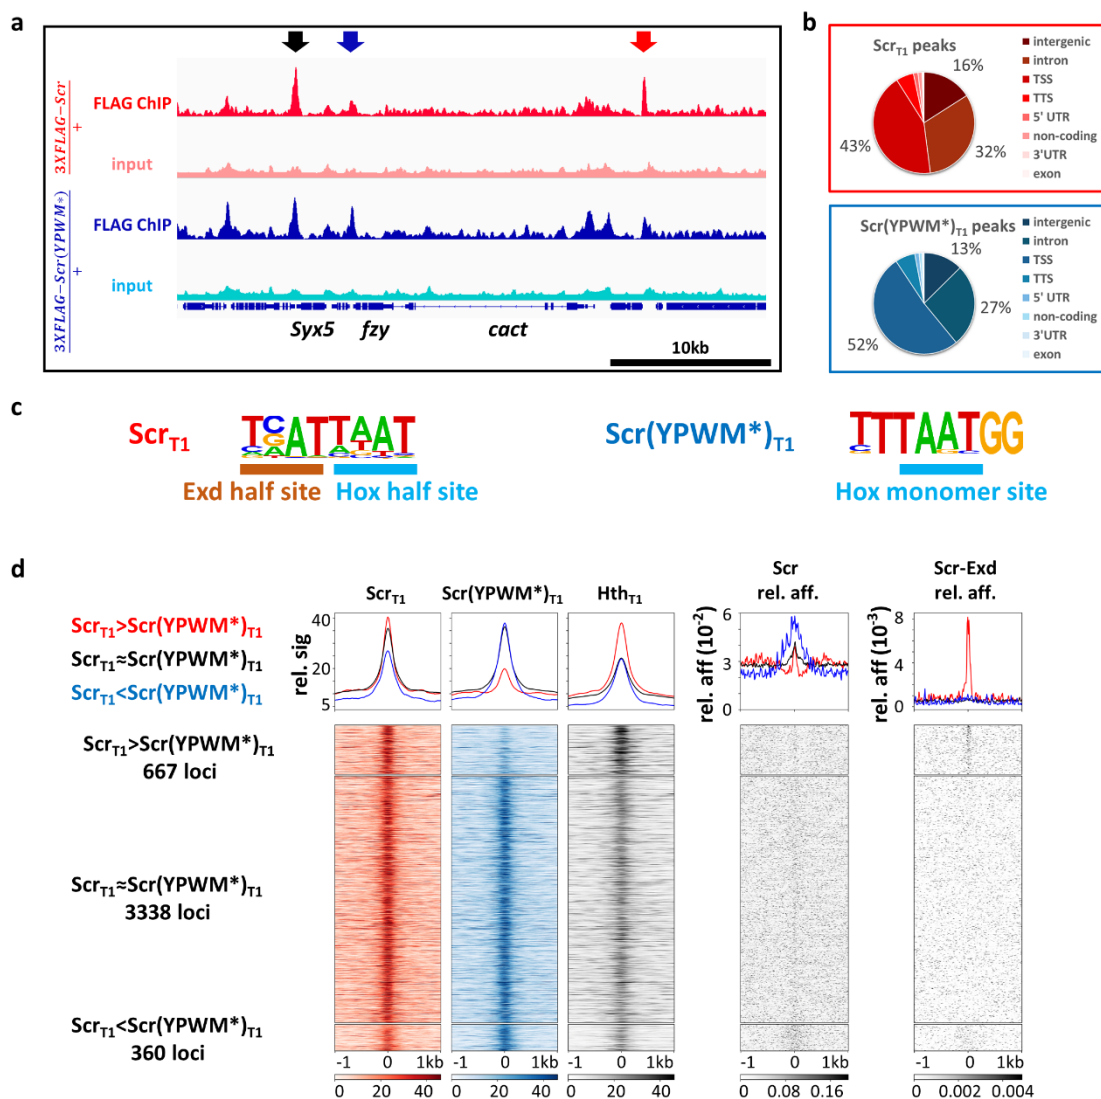 a
3XFLAG-Scr
+
FLAG ChIP
input
3XFLAG-Scr(YPWM*)
+
FLAG ChIP
input
Syx5 fzy cact
10kb
b
ScrT1 peaks
16%
32%
43%
intergenic
intron
TSS
TTS
5' UTR
non-coding
3'UTR
exon
Scr(YPWM*)T1 peaks
13%
27%
52%
intergenic
intron
TSS
TTS
5' UTR
non-coding
3'UTR
exon
c
ScrT1
TCATTAAT
Exd half site
Hox half site
Scr(YPWM*)T1
TTTAATGG
Hox monomer site
d
ScrT1>Scr(YPWM*)T1
ScrT1≈Scr(YPWM*)T1
ScrT1<Scr(YPWM*)T1
ScrT1
Scr(YPWM*)T1
HthT1
Scr
rel. aff.
Scr-Exd
rel. aff.
rel. sig
40
20
5
rel. aff (10-2)
6
3
0
rel. aff (10-3)
8
4
0
ScrT1>Scr(YPWM*)T1
667 loci
ScrT1≈Scr(YPWM*)T1
3338 loci
ScrT1<Scr(YPWM*)T1
360 loci
-1 0 1kb
-1 0 1kb
-1 0 1kb
-1 0 1kb
-1 0 1kb
0 20 40
0 20 40
0 20 40
0 0.08 0.16
0 0.002 0.004